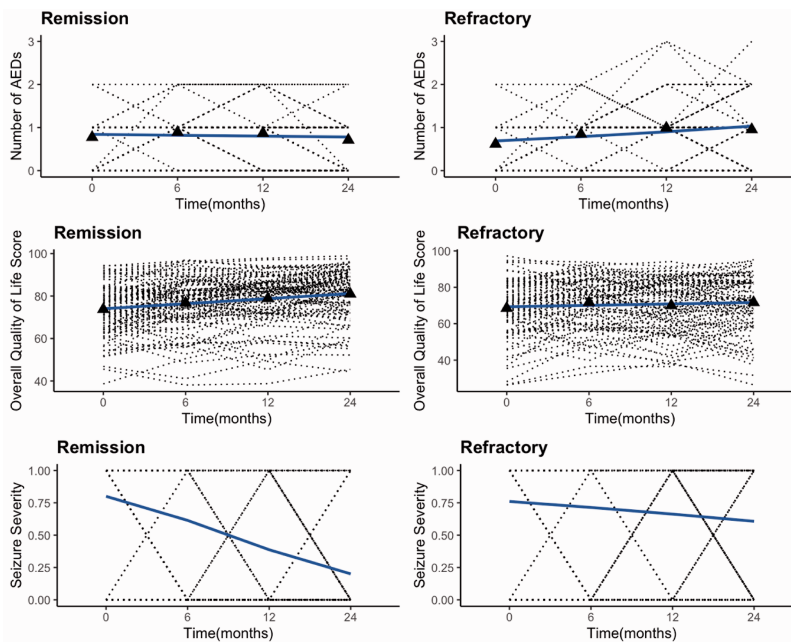 Remission
Number of AEDs
3
2
1
0
0 6 12 24
Time(months)
Refractory
Number of AEDs
3
2
1
0
0 6 12 24
Time(months)
Remission
Overall Quality of Life Score
100
80
60
40
0 6 12 24
Time(months)
Refractory
Overall Quality of Life Score
100
80
60
40
0 6 12 24
Time(months)
Remission
Seizure Severity
1.00
0.75
0.50
0.25
0.00
0 6 12 24
Time(months)
Refractory
Seizure Severity
1.00
0.75
0.50
0.25
0.00
0 6 12 24
Time(months)